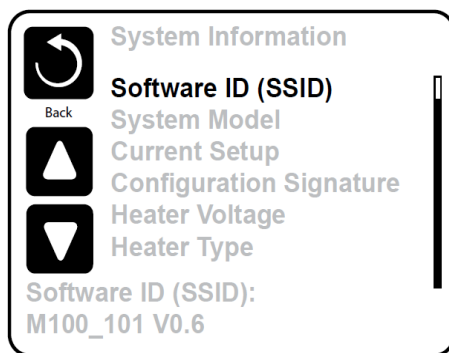 System Information
Software ID (SSID)
Back
System Model
Current Setup
Configuration Signature
Heater Voltage
Heater Type
Software ID (SSID):
M100_101 V0.6